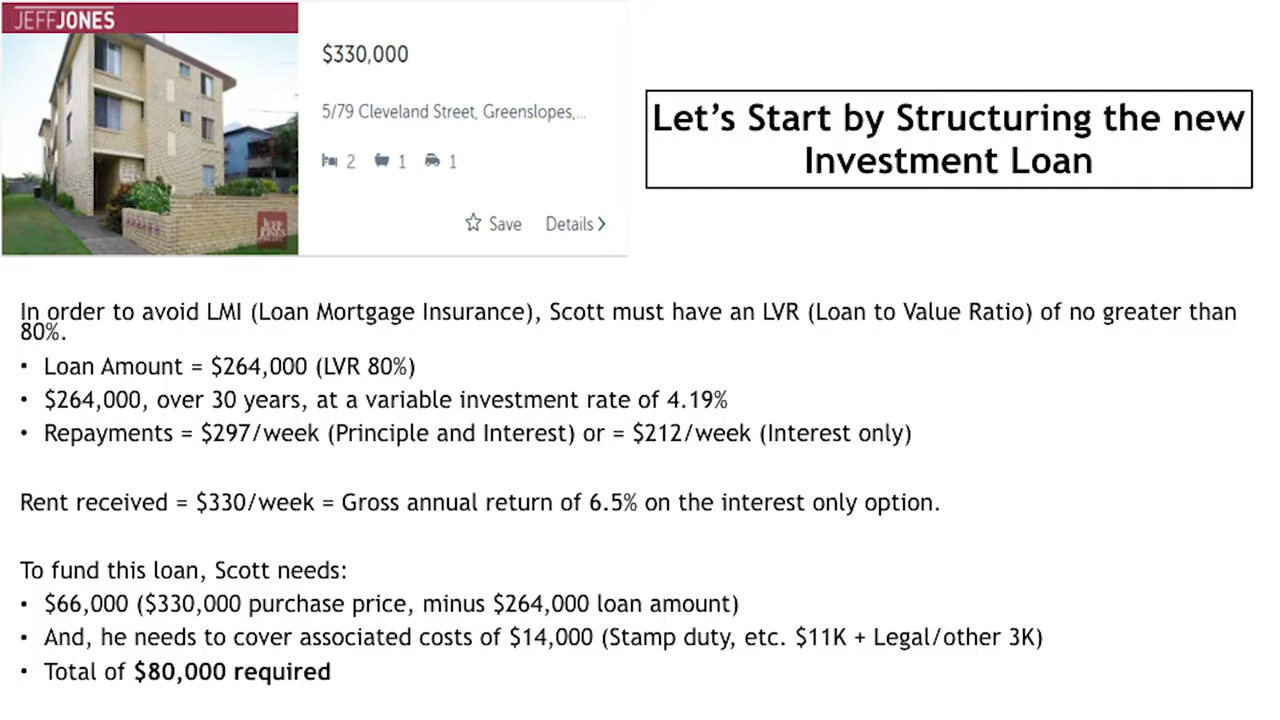 JEFFJONES
$330,000
5/79 Cleveland Street, Greenslopes,...
2 1 1
Save Details
JEFF
JONES
Let's Start by Structuring the new
Investment Loan
In order to avoid LMI (Loan Mortgage Insurance), Scott must have an LVR (Loan to Value Ratio) of no greater than
80%.
• Loan Amount = $264,000 (LVR 80%)
• $264,000, over 30 years, at a variable investment rate of 4.19%
• Repayments = $297/week (Principle and Interest) or = $212/week (Interest only)
Rent received = $330/week = Gross annual return of 6.5% on the interest only option.
To fund this loan, Scott needs:
• $66,000 ($330,000 purchase price, minus $264,000 loan amount)
• And, he needs to cover associated costs of $14,000 (Stamp duty, etc. $11K + Legal/other 3K)
• Total of $80,000 required